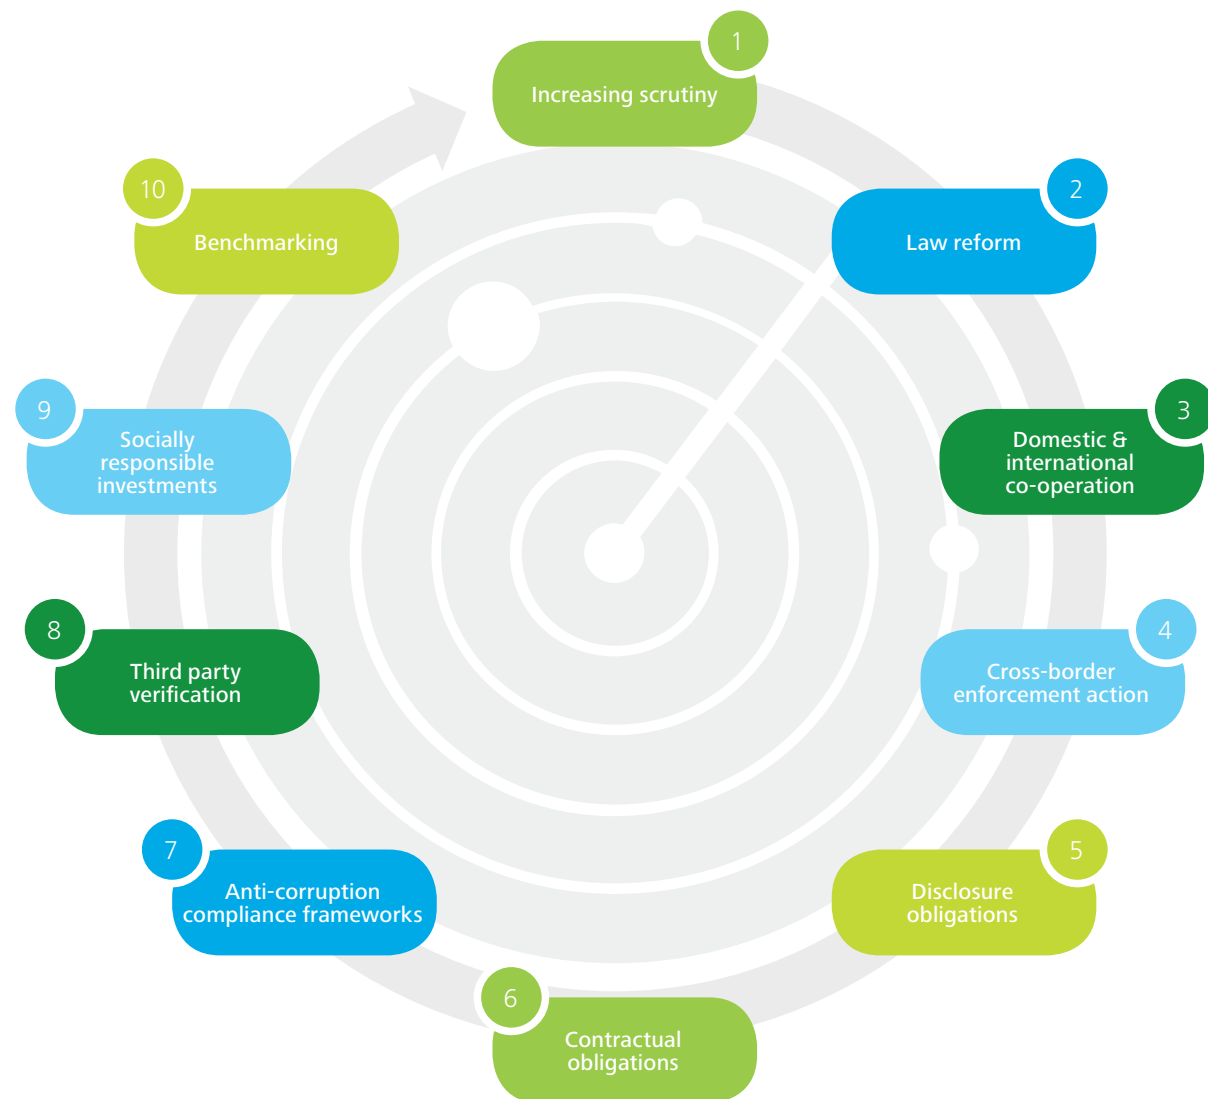 1
Increasing scrutiny
2
Law reform
3
Domestic &
international
co-operation
4
Cross-border
enforcement action
5
Disclosure
obligations
6
Contractual
obligations
7
Anti-corruption
compliance frameworks
8
Third party
verification
9
Socially
responsible
investments
10
Benchmarking